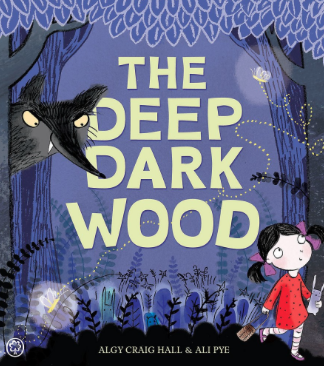 THE
DEEP
DARK
WOOD
ALGY CRAIG HALL & ALI PYE